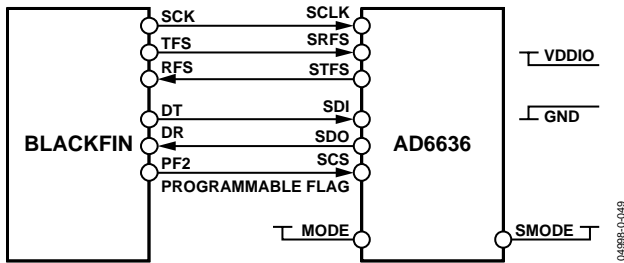 SCK SCLK
TFS SRFS
RFS STFS
VDDIO
DT SDI
GND
DR SDO
BLACKFIN AD6636
PF2 SCS
PROGRAMMABLE FLAG
MODE SMODE
04998-0-049